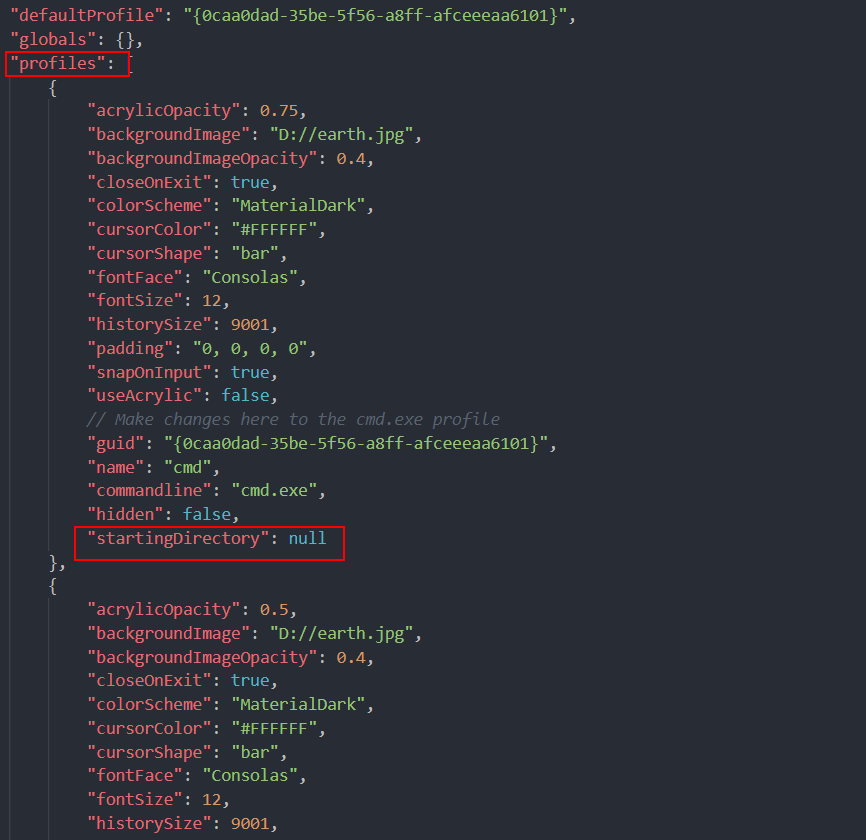 "defaultProfile": "{0caa0dad-35be-5f56-a8ff-afceeeaa6101}",
"globals": {},
"profiles": [
{
"acrylicOpacity": 0.75,
"backgroundImage": "D://earth.jpg",
"backgroundImageOpacity": 0.4,
"closeOnExit": true,
"colorScheme": "MaterialDark",
"cursorColor": "#FFFFFF",
"cursorShape": "bar",
"fontFace": "Consolas",
"fontSize": 12,
"historySize": 9001,
"padding": "0, 0, 0, 0",
"snapOnInput": true,
"useAcrylic": false,
// Make changes here to the cmd.exe profile
"guid": "{0caa0dad-35be-5f56-a8ff-afceeeaa6101}",
"name": "cmd",
"commandline": "cmd.exe",
"hidden": false,
"startingDirectory": null
},
{
"acrylicOpacity": 0.5,
"backgroundImage": "D://earth.jpg",
"backgroundImageOpacity": 0.4,
"closeOnExit": true,
"colorScheme": "MaterialDark",
"cursorColor": "#FFFFFF",
"cursorShape": "bar",
"fontFace": "Consolas",
"fontSize": 12,
"historySize": 9001,